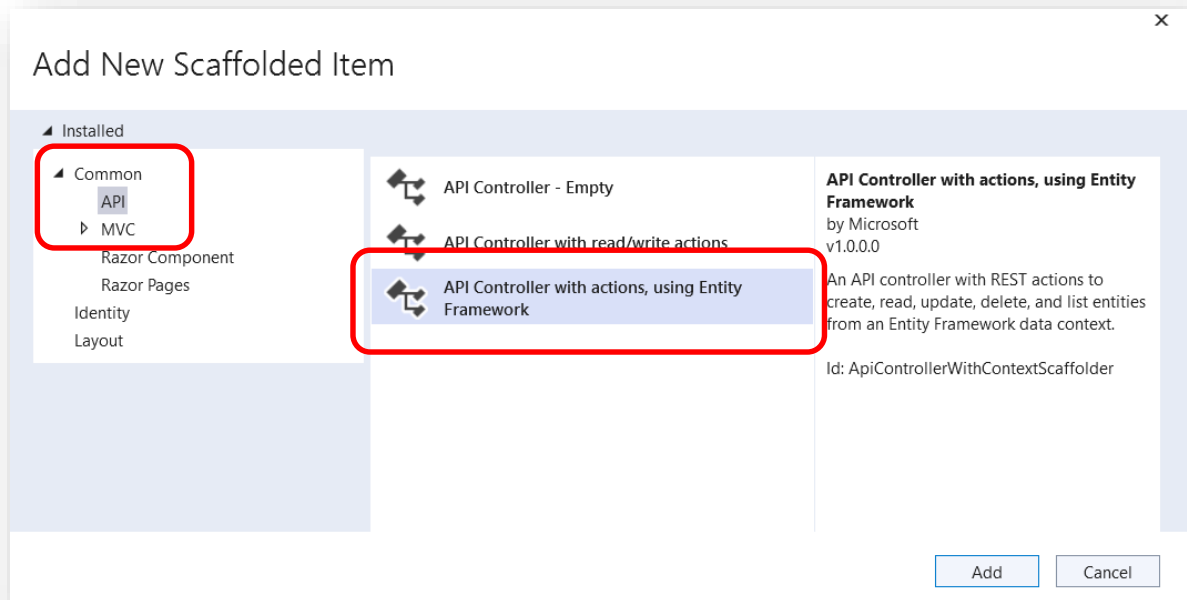 Add New Scaffolded Item
Installed
Common
API
MVC
Razor Component
Razor Pages
Identity
Layout
API Controller - Empty
API Controller with read/write actions
API Controller with actions, using Entity
Framework
API Controller with actions, using Entity
Framework
by Microsoft
v1.0.0.0
An API controller with REST actions to
create, read, update, delete, and list entities
from an Entity Framework data context.
Id: ApiControllerWithContextScaffolder
Add
Cancel